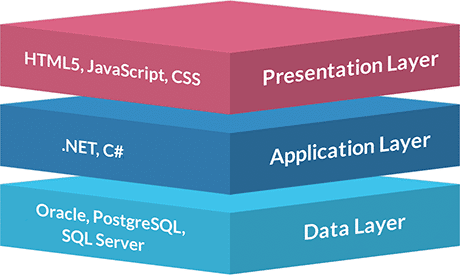 HTML5, JavaScript, CSS
Presentation Layer
.NET, C#
Application Layer
Oracle, PostgreSQL,
SQL Server
Data Layer